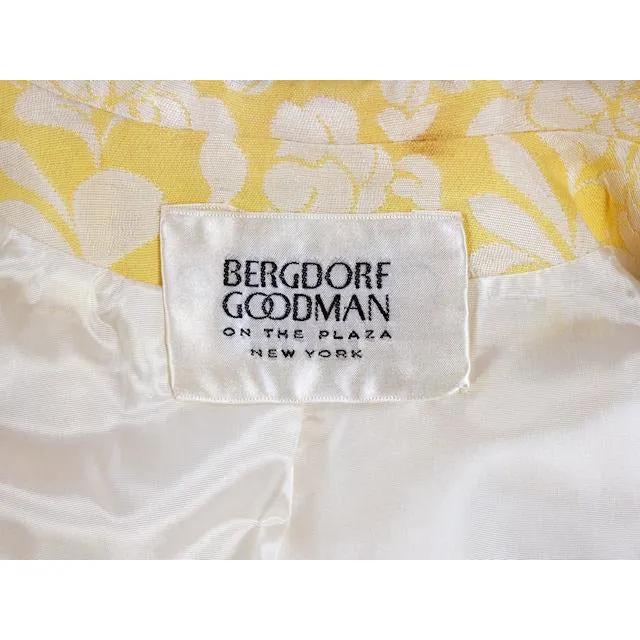 BERGDORF
GOODMAN
ON THE PLAZA
NEW YORK